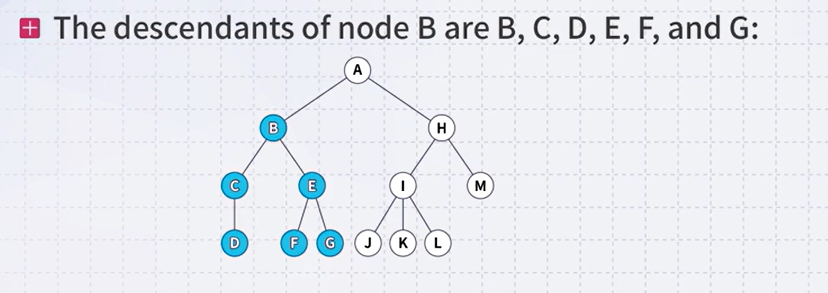 The descendants of node B are B, C, D, E, F, and G:
A
B H
C E I M
D F G J K L